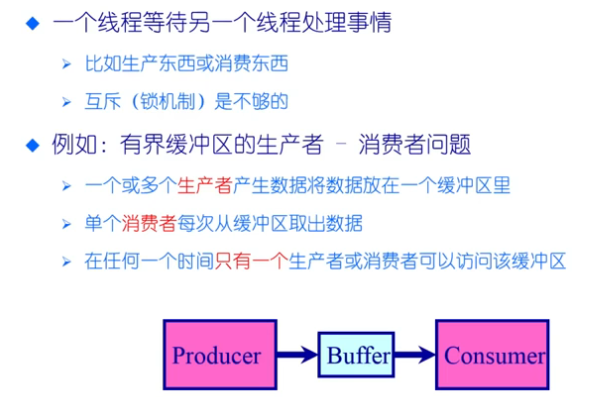 一个线程等待另一个线程处理事情
比如生产东西或消费东西
互斥（锁机制）是不够的
例如：有界缓冲区的生产者 - 消费者问题
一个或多个生产者产生数据将数据放在一个缓冲区里
单个消费者每次从缓冲区取出数据
在任何一个时间只有一个生产者或消费者可以访问该缓冲区
Producer
Buffer
Consumer